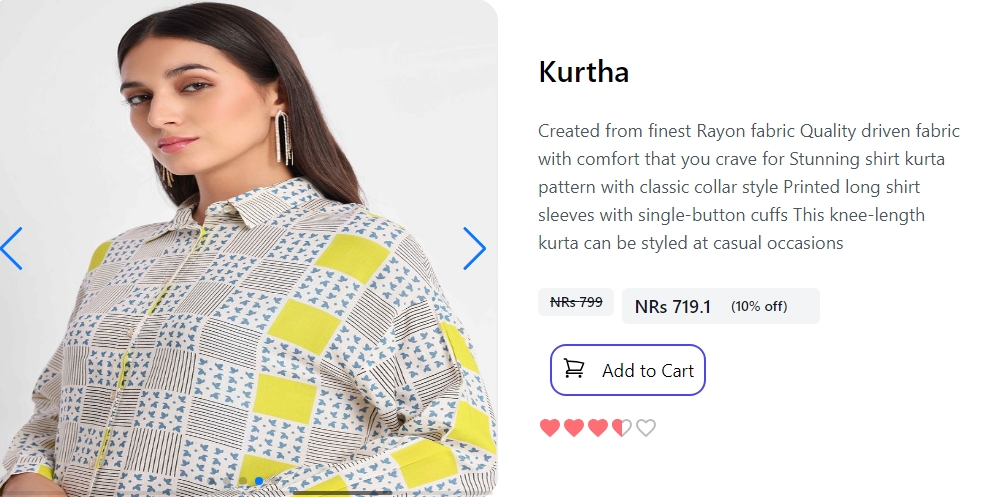 Kurtha
Created from finest Rayon fabric Quality driven fabric
with comfort that you crave for Stunning shirt kurta
pattern with classic collar style Printed long shirt
sleeves with single-button cuffs This knee-length
kurta can be styled at casual occasions
NRs 799
NRs 719.1 (10% off)
Add to Cart